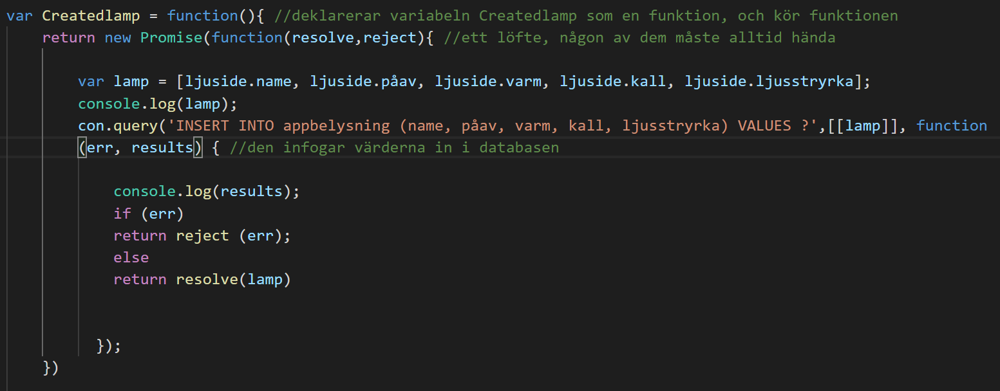 var Createdlamp = function(){ //deklarerar variabeln Createdlamp som en funktion, och kör funktionen
return new Promise(function(resolve,reject){ //ett löfte, någon av dem måste alltid hända
var lamp = [ljuside.name, ljuside.påav, ljuside.varm, ljuside.kall, ljuside.ljusstryrka];
console.log(lamp);
con.query('INSERT INTO appbelysning (name, påav, varm, kall, ljusstryrka) VALUES ?',[[lamp]], function
(err, results) { //den infogar värderna in i databasen
console.log(results);
if (err)
return reject (err);
else
return resolve(lamp)
});
})